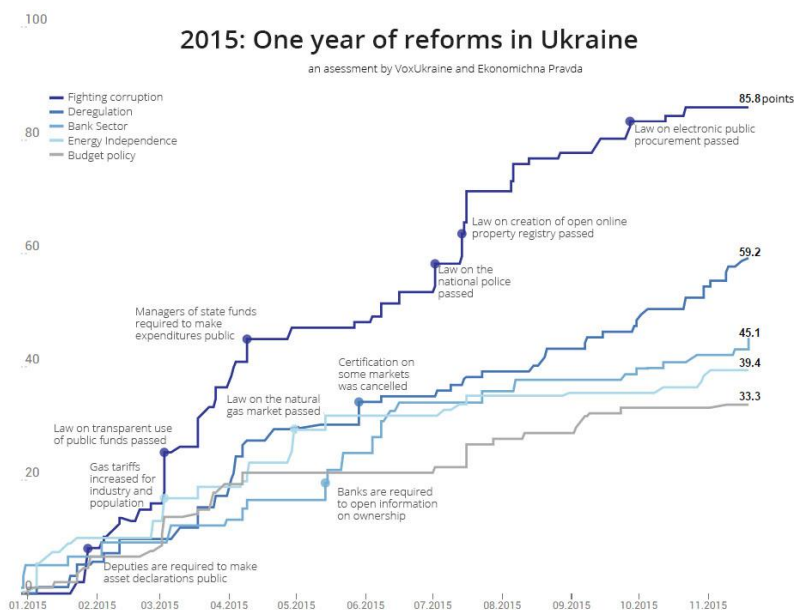 100
2015: One year of reforms in Ukraine
an asessment by VoxUkraine and Ekonomichna Pravda
Fighting corruption
Deregulation
Bank Sector
Energy Independence
Budget policy
85.8 points
80
Law on electronic public
procurement passed
Law on creation of open online
property registry passed
60
59.2
Law on the
national police
passed
Managers of state funds
required to make
expenditures public
45.1
40
Certification on
some markets
was cancelled
39.4
Law on the natural
gas market passed
33.3
Law on transparent use
of public funds passed
Gas tariffs
increased for
industry and
population
20
Banks are required
to open information
on ownership
Deputies are required to make
asset declarations public
0
01.2015 02.2015 03.2015 04.2015 05.2015 06.2015 07.2015 08.2015 09.2015 10.2015 11.2015